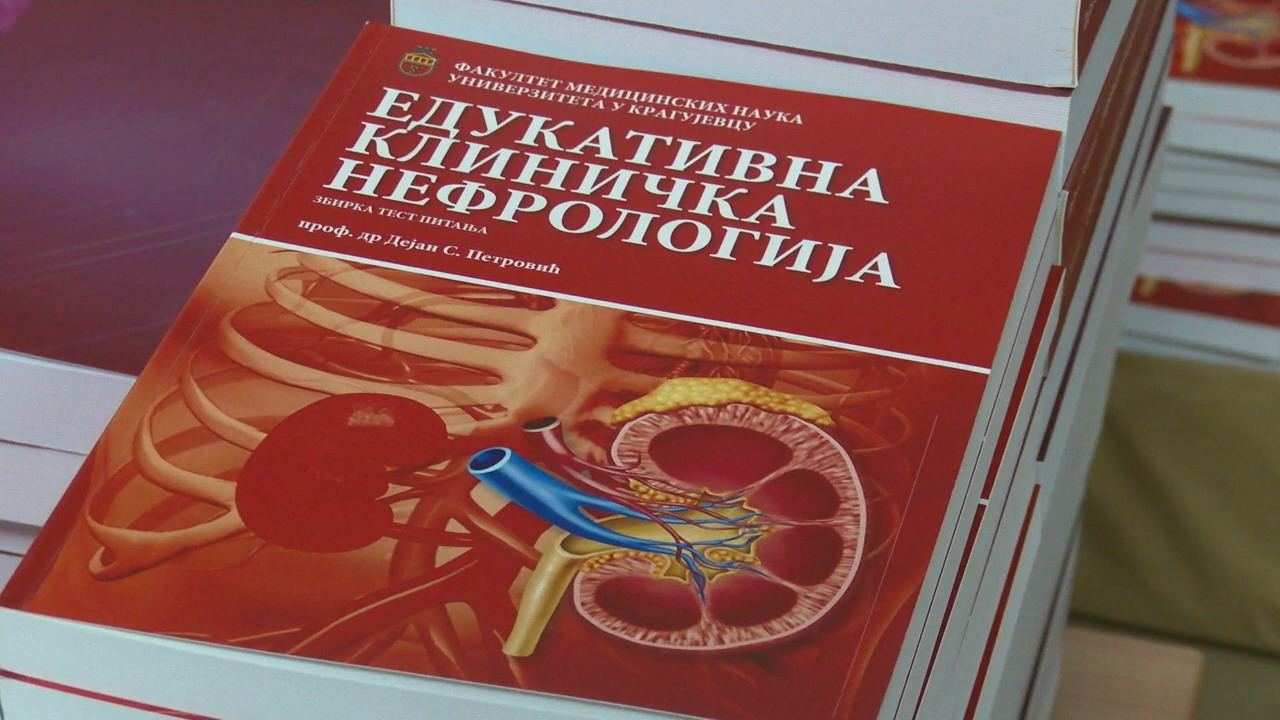 ФАКУЛТЕТ МЕДИЦИНСКИХ НАУКА
УНИВЕРЗИТЕТА У КРАГУЈЕВЦУ
ЕДУКАТИВНА
КЛИНИЧКА
НЕФРОЛОГИЈА
ЗБИРКА ТЕСТ ПИТАЊА
проф. др Дејан С. Петровић